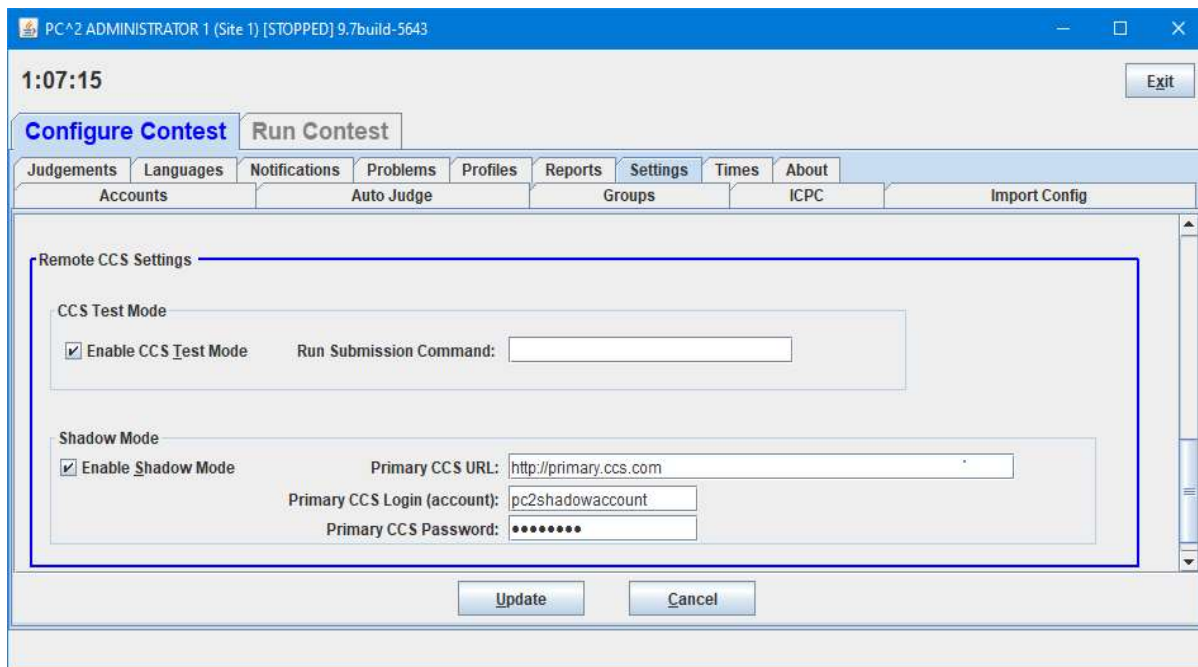 PC^2 ADMINISTRATOR 1 (Site 1) [STOPPED] 9.7build-5643
1:07:15
Exit
Configure Contest Run Contest
Judgements Languages Notifications Problems Profiles Reports Settings Times About
Accounts Auto Judge Groups ICPC Import Config
Remote CCS Settings
CCS Test Mode
Enable CCS Test Mode Run Submission Command:
Shadow Mode
Enable Shadow Mode Primary CCS URL: http://primary.ccs.com
Primary CCS Login (account): pc2shadowaccount
Primary CCS Password: ●●●●●●●●
Update Cancel